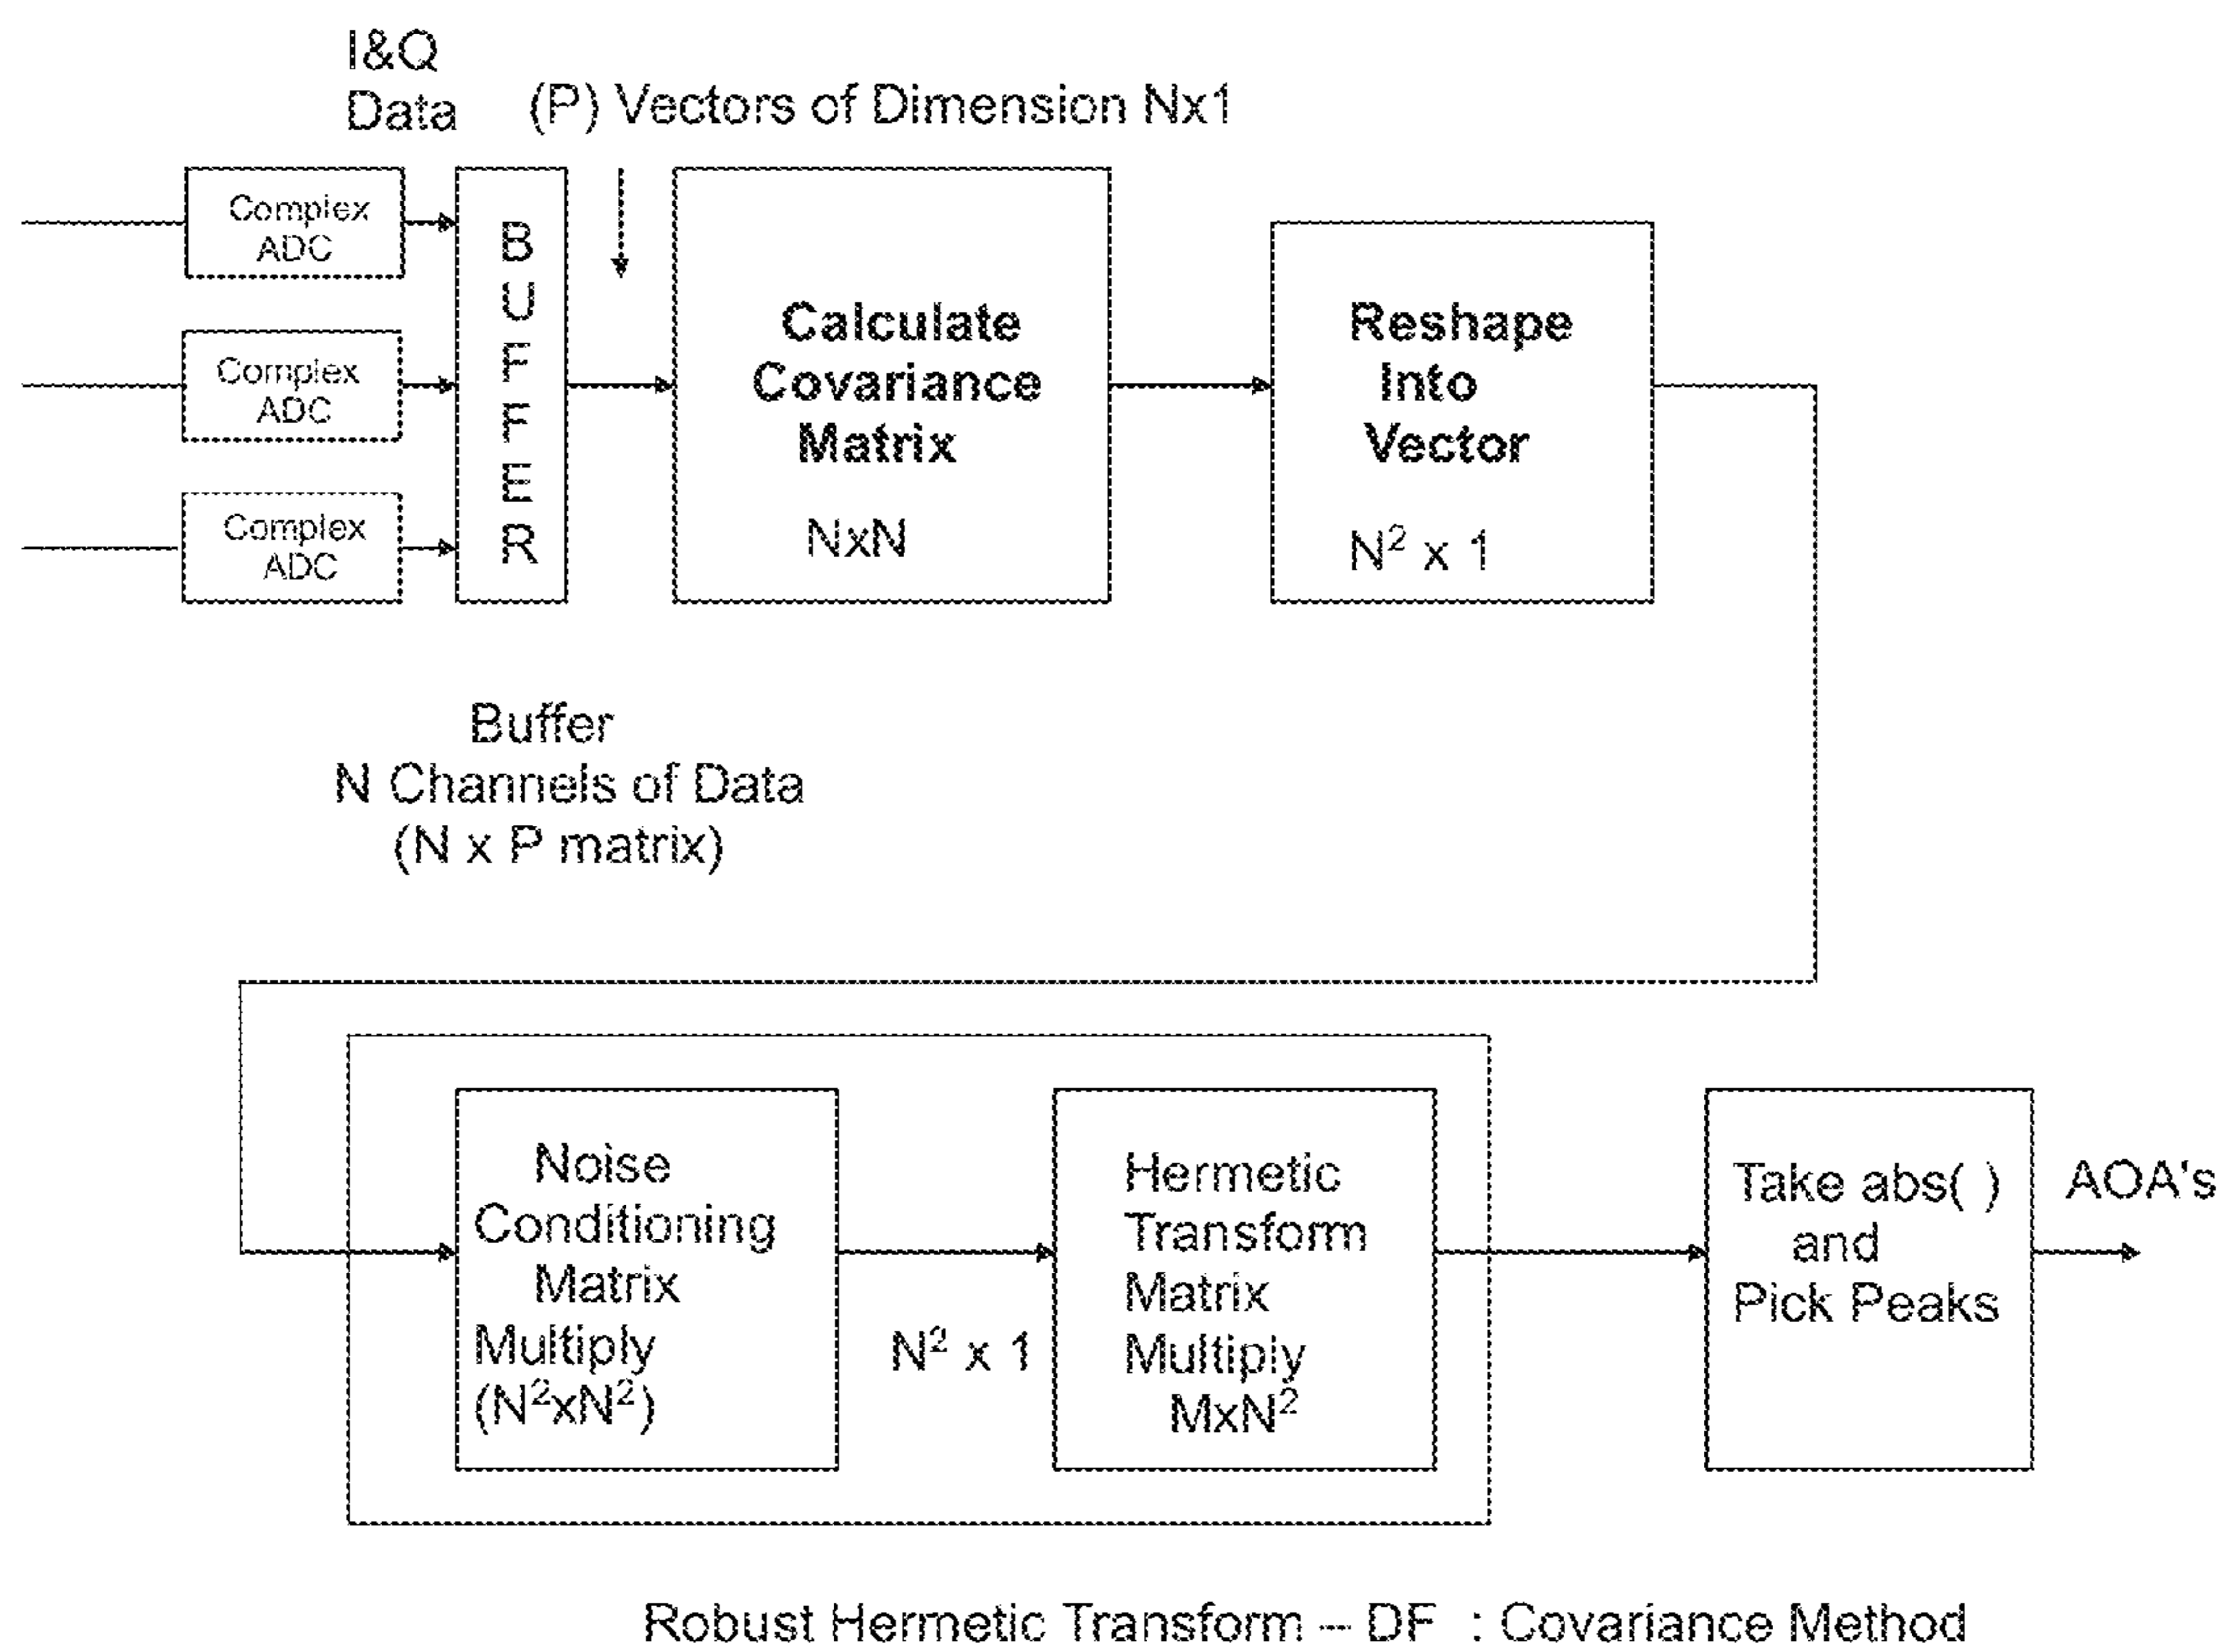 I&Q
Data
(P) Vectors of Dimension Nx1
Complex
ADC
Complex
ADC
Complex
ADC
B
U
F
F
E
R
Calculate
Covariance
Matrix
NxN
Reshape
Into
Vector
N² x 1
Buffer
N Channels of Data
(N x P matrix)
Noise
Conditioning
Matrix
Multiply
(N²xN²)
N² x 1
Hermetic
Transform
Matrix
Multiply
MxN²
Take abs( )
and
Pick Peaks
AOA's
Robust Hermetic Transform -- DF : Covariance Method